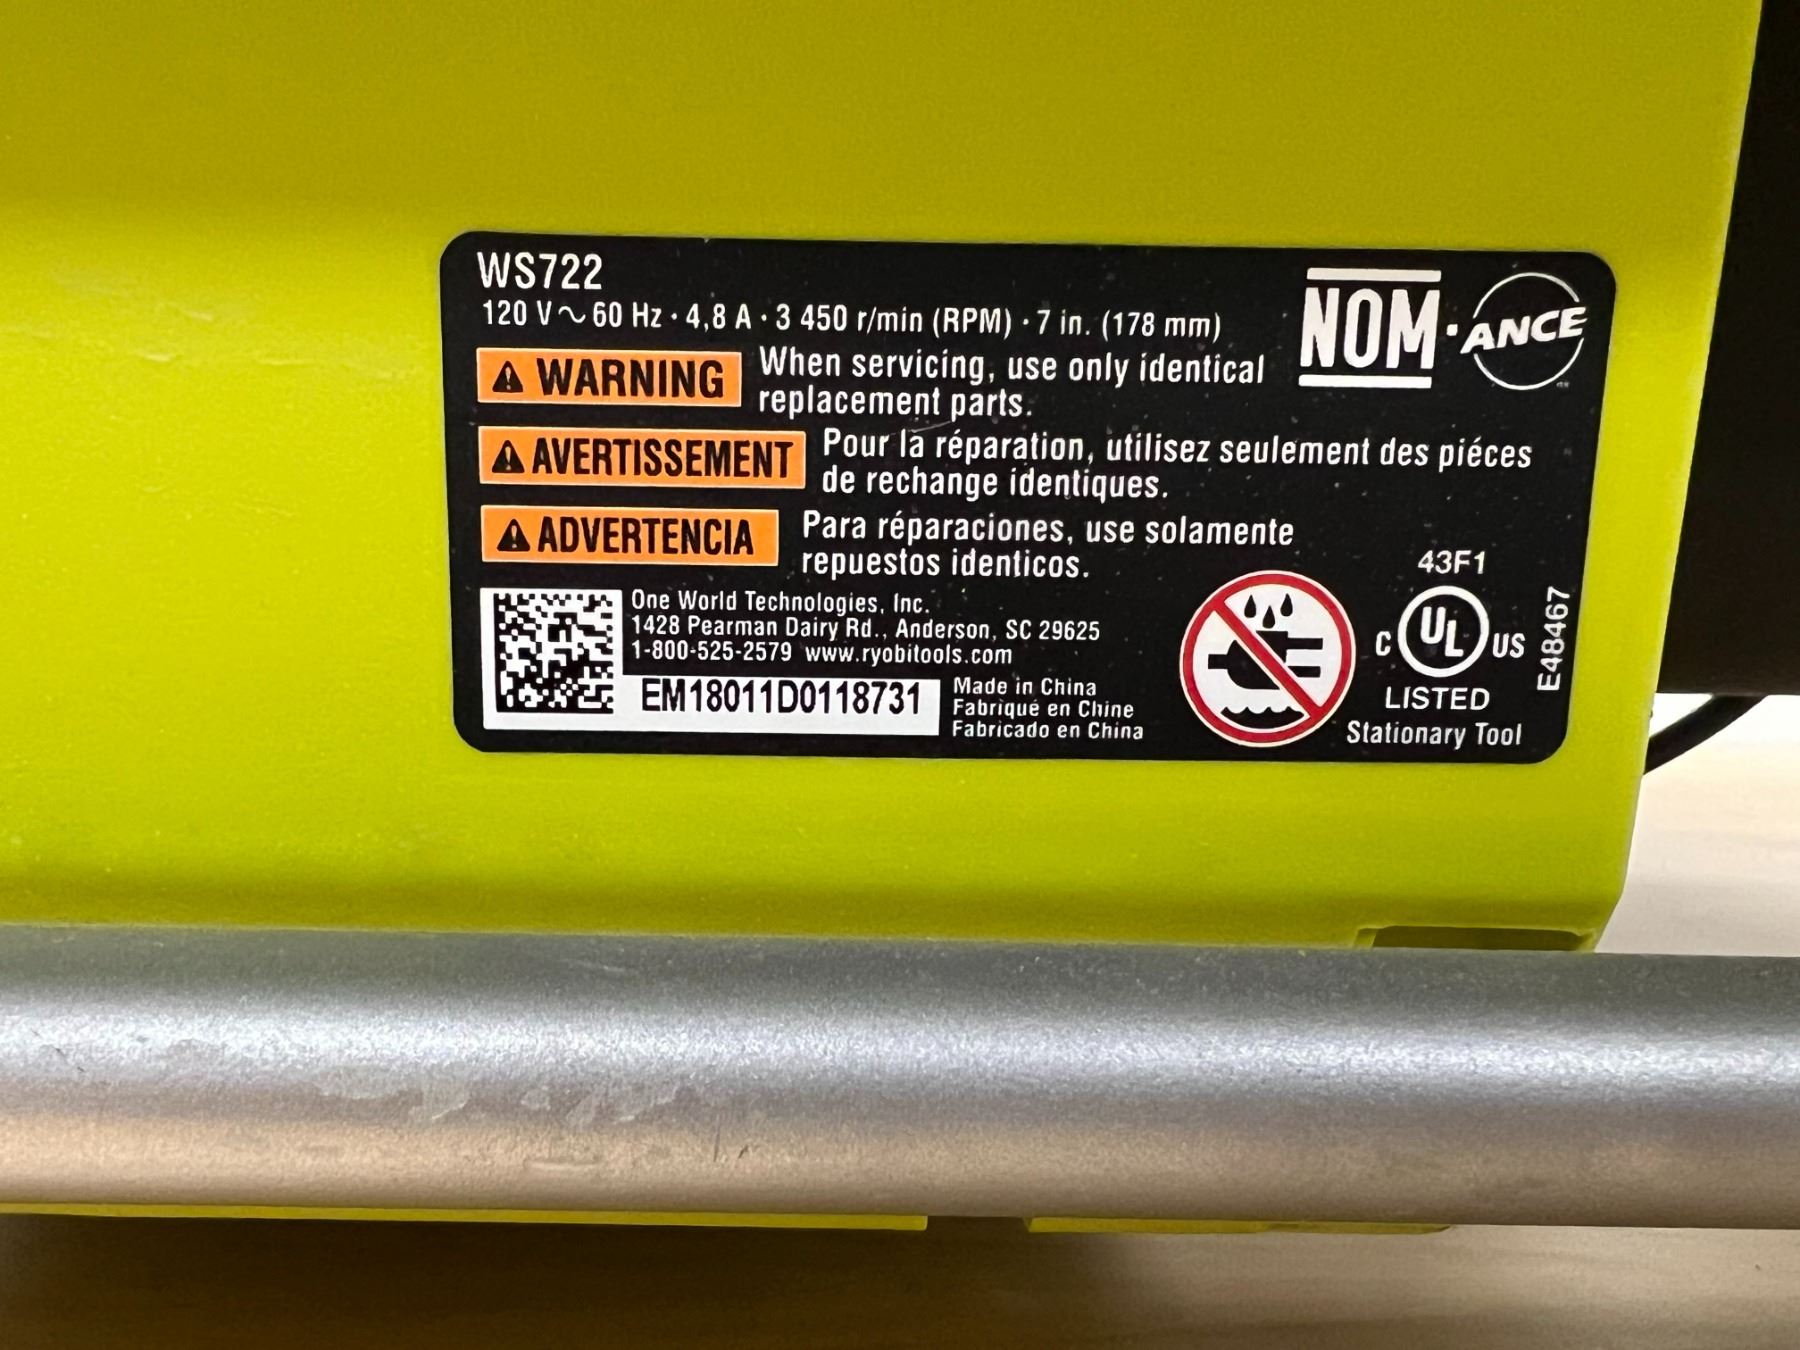 WS722
120 V ~ 60 Hz · 4,8 A · 3 450 r/min (RPM) · 7 in. (178 mm)
NOM · ANCE
WARNING When servicing, use only identical
replacement parts.
AVERTISSEMENT Pour la réparation, utilisez seulement des piéces
de rechange identiques.
ADVERTENCIA Para réparaciones, use solamente
repuestos identicos.
One World Technologies, Inc.
1428 Pearman Dairy Rd., Anderson, SC 29625
1-800-525-2579 www.ryobitools.com
EM18011D0118731
Made in China
Fabriqué en Chine
Fabricado en China
43F1
C UL US
LISTED
Stationary Tool
E48467